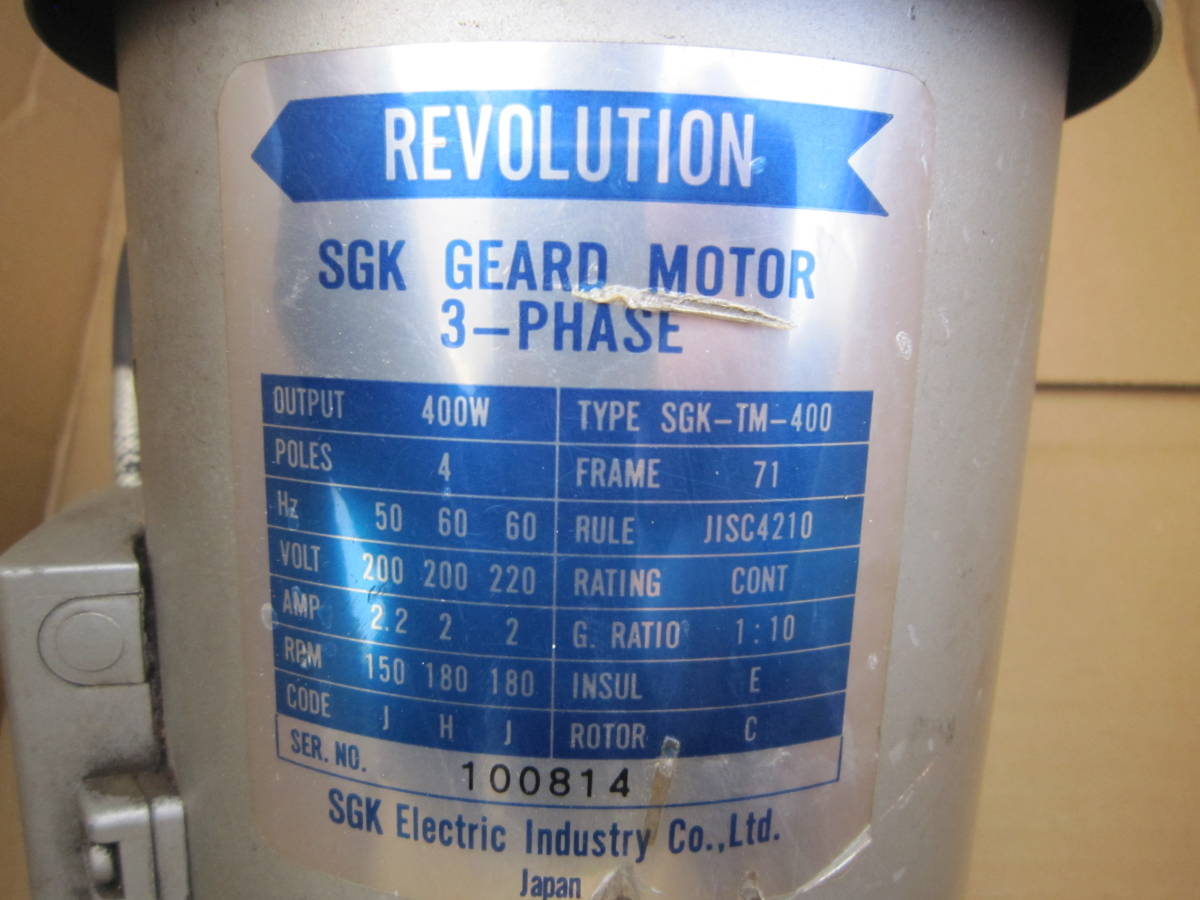 REVOLUTION
SGK GEARD MOTOR
3-PHASE
OUTPUT 400W TYPE SGK-TM-400
POLES 4 FRAME 71
Hz 50 60 60 RULE JISC4210
VOLT 200 200 220 RATING CONT
AMP 2.2 2 2 G. RATIO 1:10
RPM 150 180 180 INSUL E
CODE J H J ROTOR C
SER. NO. 100814
SGK Electric Industry Co.,Ltd.
Japan